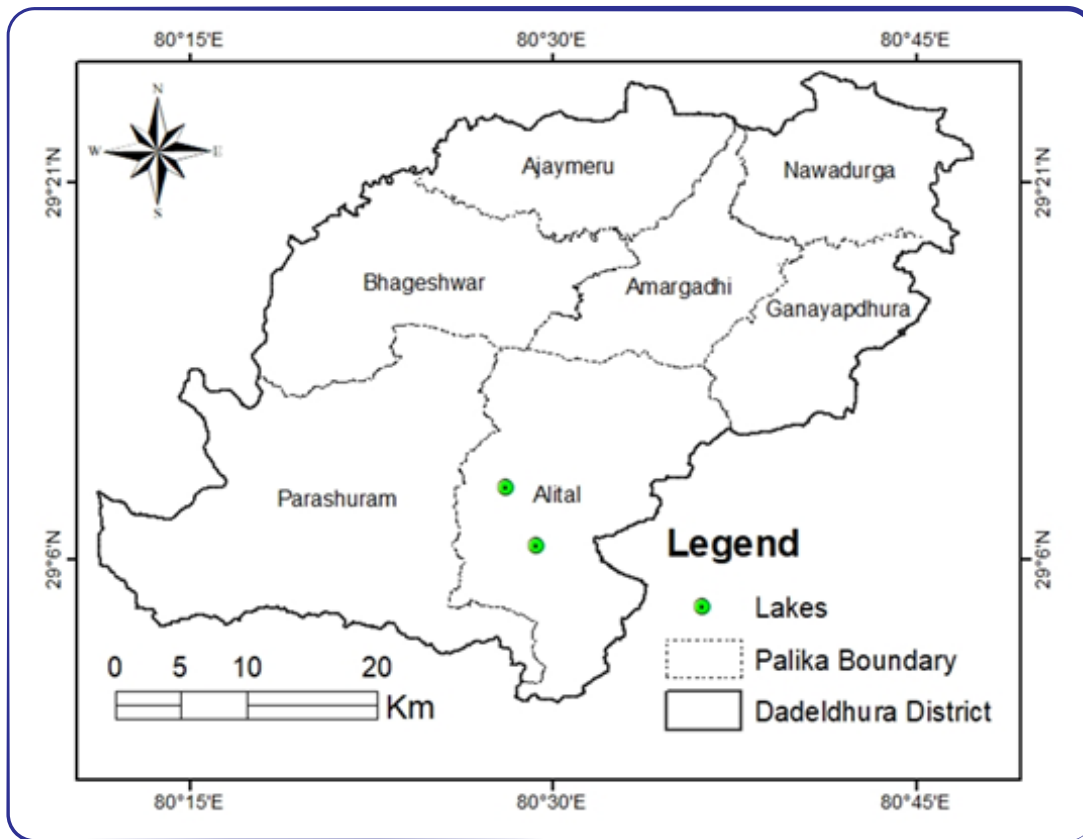 80°15'E 80°30'E 80°45'E
N
W E
S
29°21'N 29°21'N
Ajaymeru
Nawadurga
Bhageshwar
Amargadhi
Ganayapdhura
Parashuram
Alital
29°6'N 29°6'N
Legend
Lakes
Palika Boundary
Dadeldhura District
0 5 10 20
Km
80°15'E 80°30'E 80°45'E